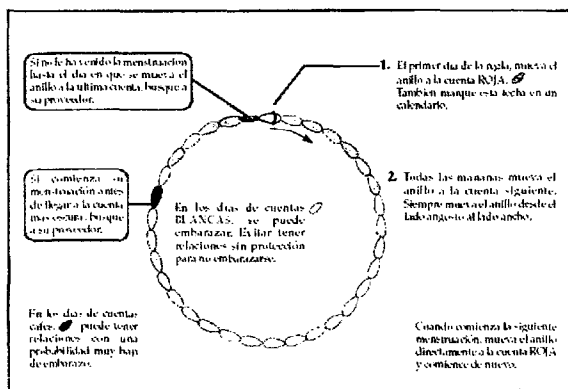 Si no le ha venido la menstruación
hasta el día en que se mueva el
anillo a la ultima cuenta, busque a
su proveedor.
1. El primer día de la regla, mueva el
anillo a la cuenta ROJA.
Tambien marque esta fecha en un
calendario.
Si comienza su
menstruación antes
de llegar a la cuenta
mas oscura, busque
a su proveedor.
2. Todas las mañanas mueva el
anillo a la cuenta siguiente.
Siempre mueva el anillo desde el
lado angosto al lado ancho.
En los días de cuentas
BLANCAS, se puede
embarazar. Evitar tener
relaciones sin protección
para no embarazarse.
En los días de cuentas
cafes, puede tener
relaciones con una
probabilidad muy baja
de embarazo.
Cuando comienza la siguiente
menstruación, mueva el anillo
directamente a la cuenta ROJA
y comience de nuevo.